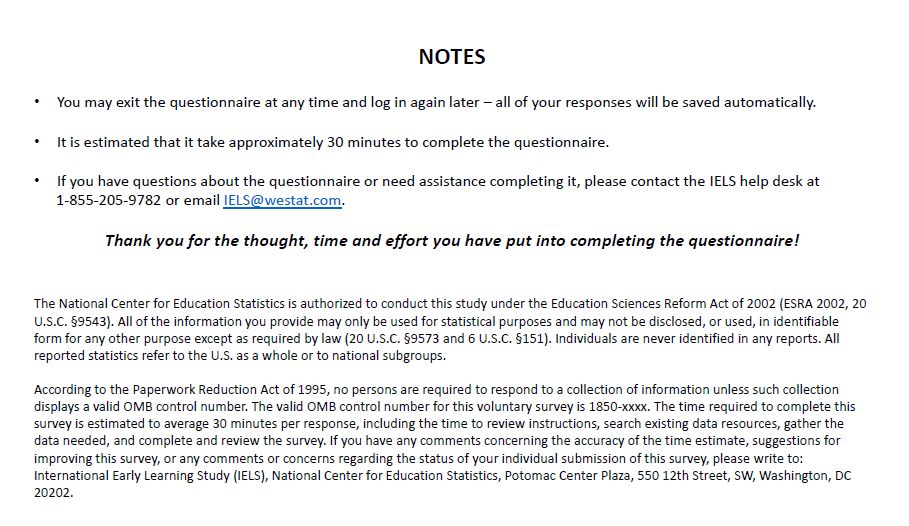 NOTES
• You may exit the questionnaire at any time and log in again later – all of your responses will be saved automatically.
• It is estimated that it take approximately 30 minutes to complete the questionnaire.
• If you have questions about the questionnaire or need assistance completing it, please contact the IELS help desk at
1-855-205-9782 or email IELS@westat.com.
Thank you for the thought, time and effort you have put into completing the questionnaire!
The National Center for Education Statistics is authorized to conduct this study under the Education Sciences Reform Act of 2002 (ESRA 2002, 20
U.S.C. §9543). All of the information you provide may only be used for statistical purposes and may not be disclosed, or used, in identifiable
form for any other purpose except as required by law (20 U.S.C. §9573 and 6 U.S.C. §151). Individuals are never identified in any reports. All
reported statistics refer to the U.S. as a whole or to national subgroups.
According to the Paperwork Reduction Act of 1995, no persons are required to respond to a collection of information unless such collection
displays a valid OMB control number. The valid OMB control number for this voluntary survey is 1850-xxxx. The time required to complete this
survey is estimated to average 30 minutes per response, including the time to review instructions, search existing data resources, gather the
data needed, and complete and review the survey. If you have any comments concerning the accuracy of the time estimate, suggestions for
improving this survey, or any comments or concerns regarding the status of your individual submission of this survey, please write to:
International Early Learning Study (IELS), National Center for Education Statistics, Potomac Center Plaza, 550 12th Street, SW, Washington, DC
20202.